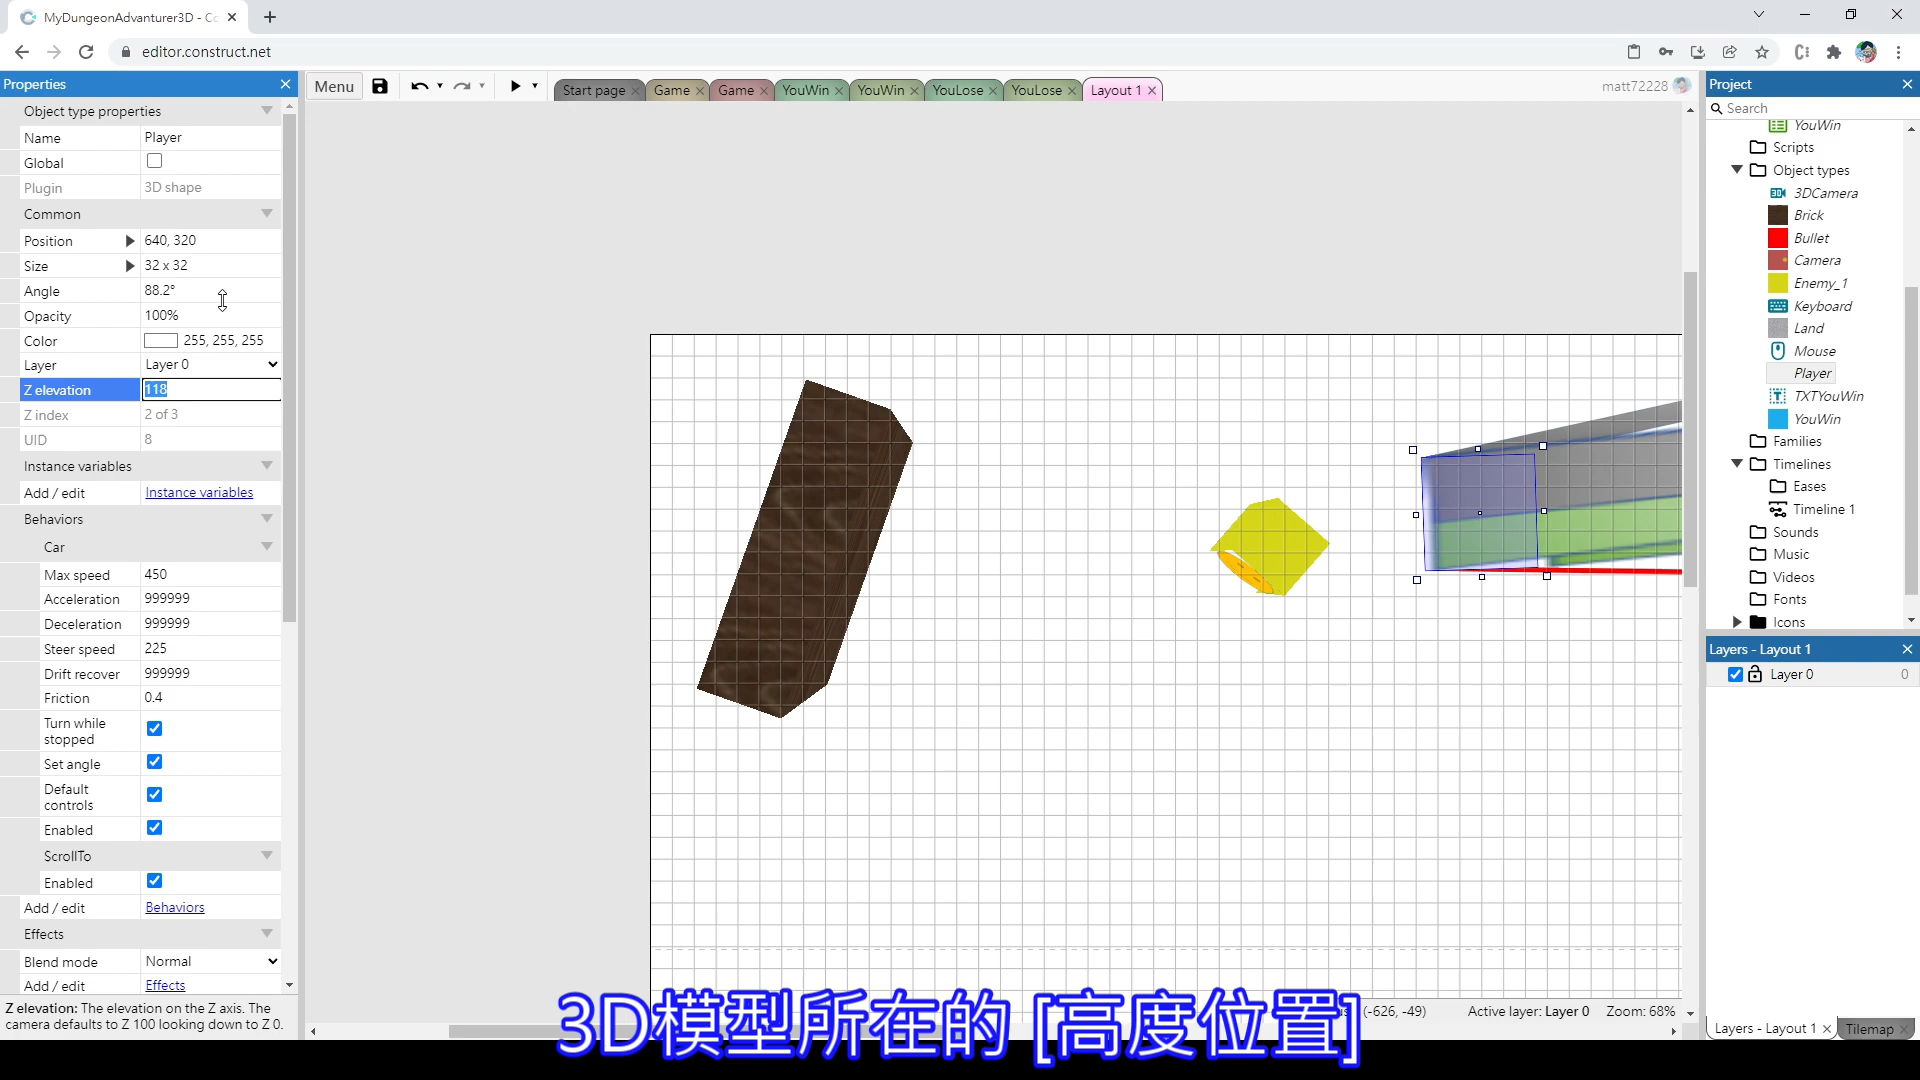 MyDungeonAdvanturer3D - Co
editor.construct.net
Properties
Object type properties
Name Player
Global
Plugin 3D shape
Common
Position 640, 320
Size 32 x 32
Angle 88.2°
Opacity 100%
Color 255, 255, 255
Layer Layer 0
Z elevation 118
Z index 2 of 3
UID 8
Instance variables
Add / edit Instance variables
Behaviors
Car
Max speed 450
Acceleration 999999
Deceleration 999999
Steer speed 225
Drift recover 999999
Friction 0.4
Turn while
stopped
Set angle
Default
controls
Enabled
ScrollTo
Enabled
Add / edit Behaviors
Effects
Blend mode Normal
Add / edit Effects
Z elevation: The elevation on the Z axis. The
camera defaults to Z 100 looking down to Z 0.
Menu
Start page Game Game YouWin YouWin YouLose YouLose Layout 1
matt72228
3D模型所在的 [高度位置]
(-626, -49) Active layer: Layer 0 Zoom: 68%
Project
Search
YouWin
Scripts
Object types
3DCamera
Brick
Bullet
Camera
Enemy_1
Keyboard
Land
Mouse
Player
TXTYouWin
YouWin
Families
Timelines
Eases
Timeline 1
Sounds
Music
Videos
Fonts
Icons
Layers - Layout 1
Layer 0 0
Layers - Layout 1 Tilemap